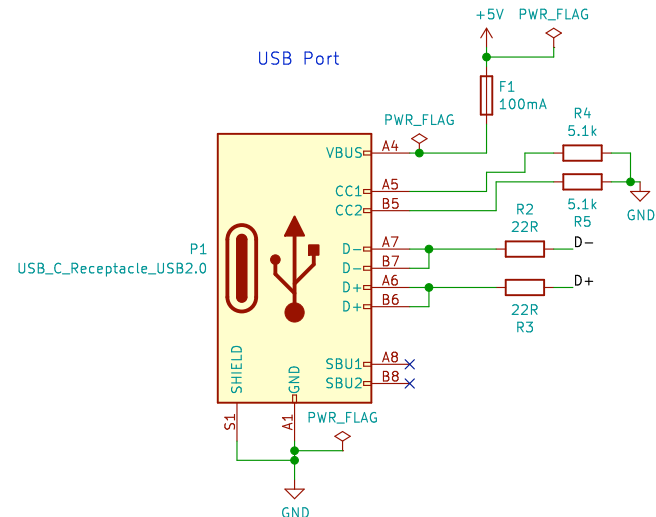 +5V PWR_FLAG
USB Port
F1
100mA
PWR_FLAG
R4
5.1k
VBUS A4
CC1 A5
CC2 B5
5.1k
R5
GND
R2
22R
D- A7
D-
P1
USB_C_Receptacle_USB2.0
D- B7
D+ A6
D+
D+ B6
22R
R3
SBU1 A8
SBU2 B8
SHIELD
GND
S1
A1
PWR_FLAG
GND